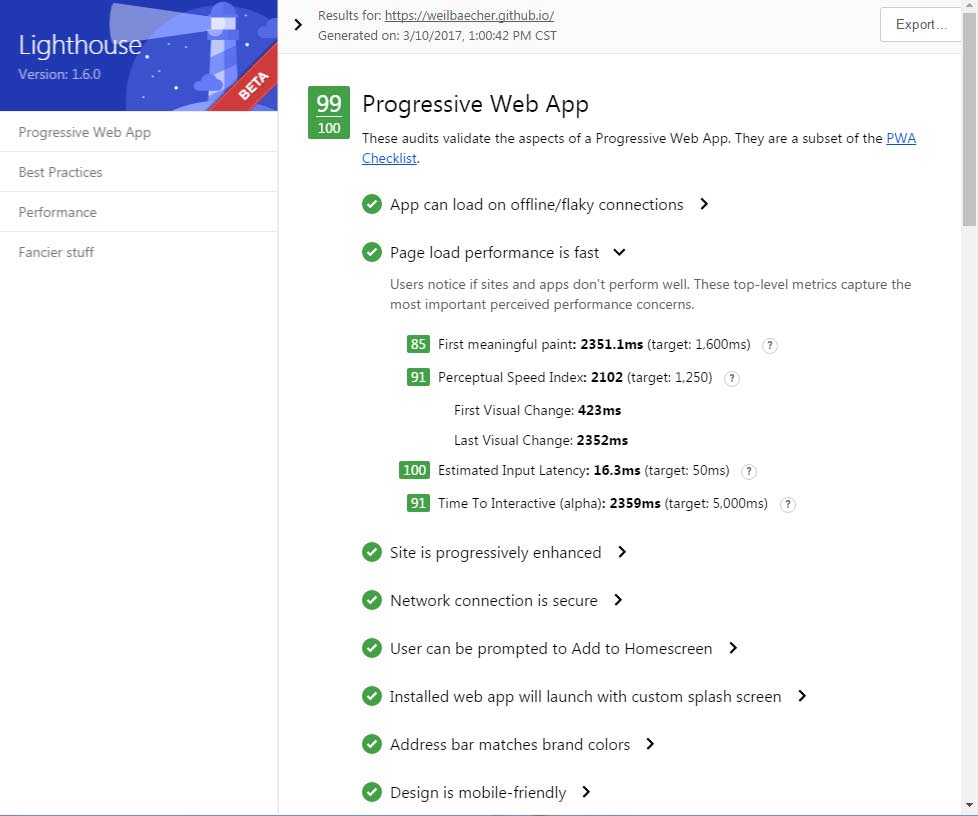 Lighthouse
Version: 1.6.0
BETA
Progressive Web App
Best Practices
Performance
Fancier stuff
Results for: https://weilbaecher.github.io/
Generated on: 3/10/2017, 1:00:42 PM CST
Export...
99
100
Progressive Web App
These audits validate the aspects of a Progressive Web App. They are a subset of the PWA
Checklist.
App can load on offline/flaky connections
Page load performance is fast
Users notice if sites and apps don't perform well. These top-level metrics capture the
most important perceived performance concerns.
85 First meaningful paint: 2351.1ms (target: 1,600ms) ?
91 Perceptual Speed Index: 2102 (target: 1,250) ?
First Visual Change: 423ms
Last Visual Change: 2352ms
100 Estimated Input Latency: 16.3ms (target: 50ms) ?
91 Time To Interactive (alpha): 2359ms (target: 5,000ms) ?
Site is progressively enhanced
Network connection is secure
User can be prompted to Add to Homescreen
Installed web app will launch with custom splash screen
Address bar matches brand colors
Design is mobile-friendly